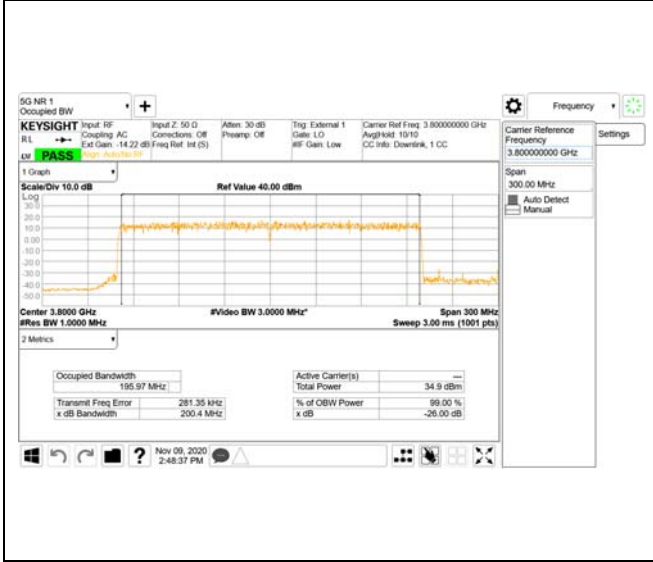 5G NR 1
Occupied BW
Frequency
KEYSIGHT
Input: RF
Input Z: 50 Ω
Atten: 30 dB
Trig: External 1
Carrier Ref Freq: 3.800000000 GHz
R L
Coupling: AC
Corrections: Off
Preamp: Off
Gate: LO
Avg|Hold: 10/10
Ext Gain: -14.22 dB
Freq Ref: Int (S)
#IF Gain: Low
CC Info: Downlink, 1 CC
PASS
Align: Auto/No RF
Carrier Reference
Frequency
3.800000000 GHz
Settings
Span
300.00 MHz
Auto Detect
Manual
1 Graph
Scale/Div 10.0 dB
Ref Value 40.00 dBm
Log
30.0
20.0
10.0
0.00
-10.0
-20.0
-30.0
-40.0
-50.0
Center 3.8000 GHz
#Video BW 3.0000 MHz*
Span 300 MHz
#Res BW 1.0000 MHz
Sweep 3.00 ms (1001 pts)
2 Metrics
Occupied Bandwidth
195.97 MHz
Active Carrier(s)
---
Total Power
34.9 dBm
Transmit Freq Error
281.35 kHz
% of OBW Power
99.00 %
x dB Bandwidth
200.4 MHz
x dB
-26.00 dB
Nov 09, 2020
2:48:37 PM